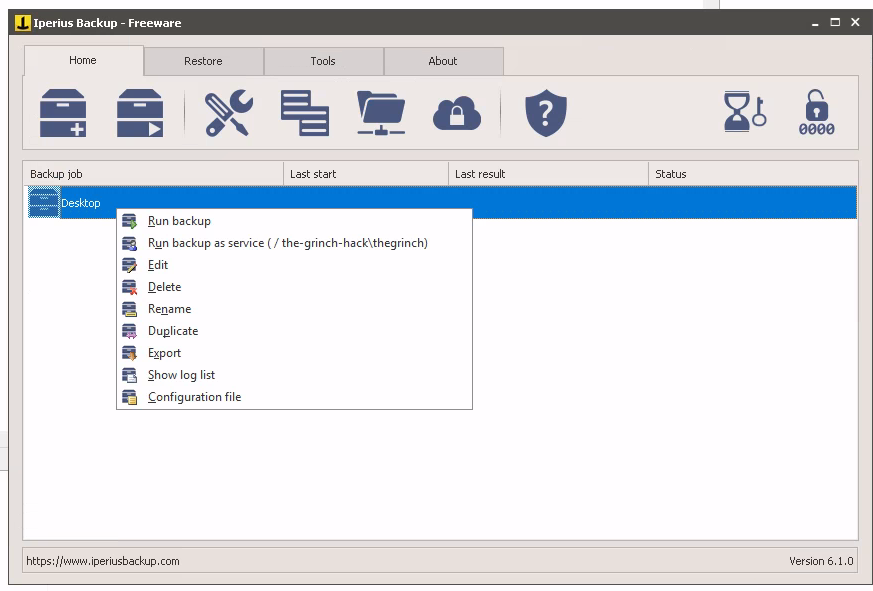 Iperius Backup - Freeware
Home Restore Tools About
?
0000
Backup job Last start Last result Status
Desktop
Run backup
Run backup as service ( / the-grinch-hack\thegrinch)
Edit
Delete
Rename
Duplicate
Export
Show log list
Configuration file
https://www.iperiusbackup.com Version 6.1.0